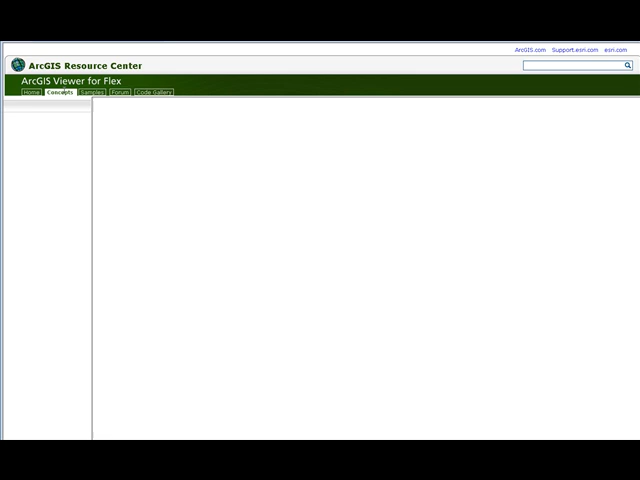 ArcGIS.com Support.esri.com esri.com
ArcGIS Resource Center
ArcGIS Viewer for Flex
Home Concepts Samples Forum Code Gallery